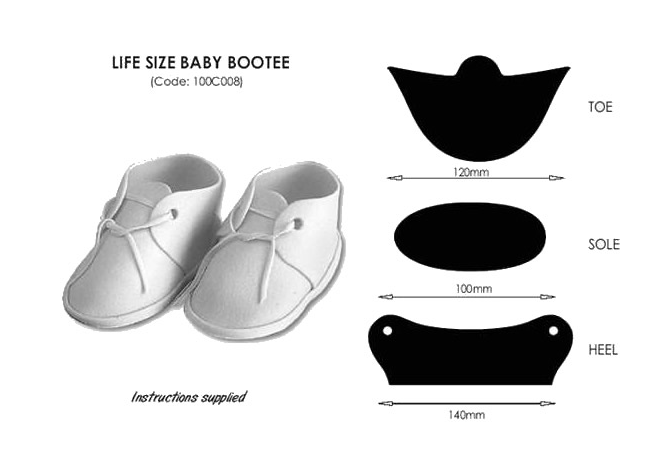 LIFE SIZE BABY BOOTEE
(Code: 100C008)
TOE
120mm
SOLE
100mm
HEEL
140mm
Instructions supplied